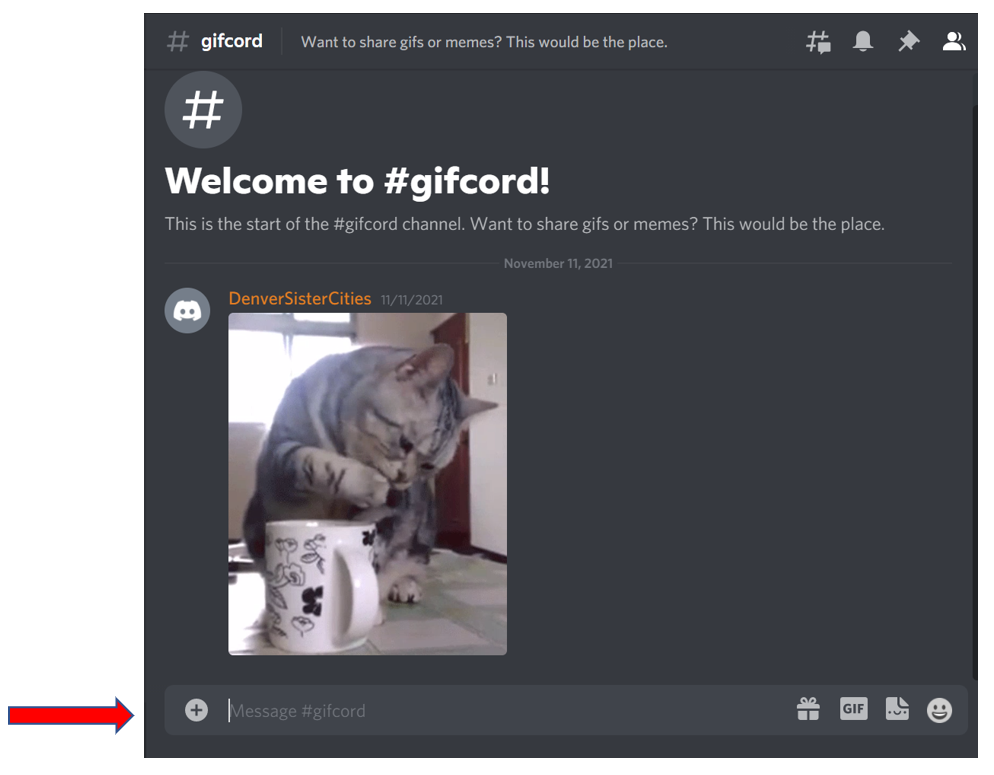 # gifcord Want to share gifs or memes? This would be the place.
#
Welcome to #gifcord!
This is the start of the #gifcord channel. Want to share gifs or memes? This would be the place.
November 11, 2021
DenverSisterCities 11/11/2021
Message #gifcord GIF